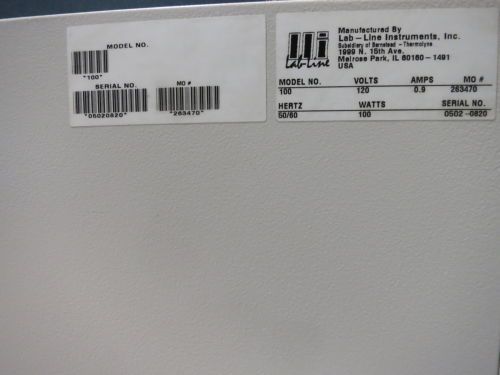 MODEL NO.
"100"
SERIAL NO.
MO #
"05020820"
"263470"
LLi
Lab-Line
Manufactured By
Lab-Line Instruments, Inc.
Subsidiary of Barnstead-Thermolyne
1999 N. 15th Ave.
Melrose Park, IL 60160-1491
USA
MODEL NO. VOLTS AMPS MO #
100 120 0.9 263470
HERTZ WATTS SERIAL NO.
50/60 100 0502-0820